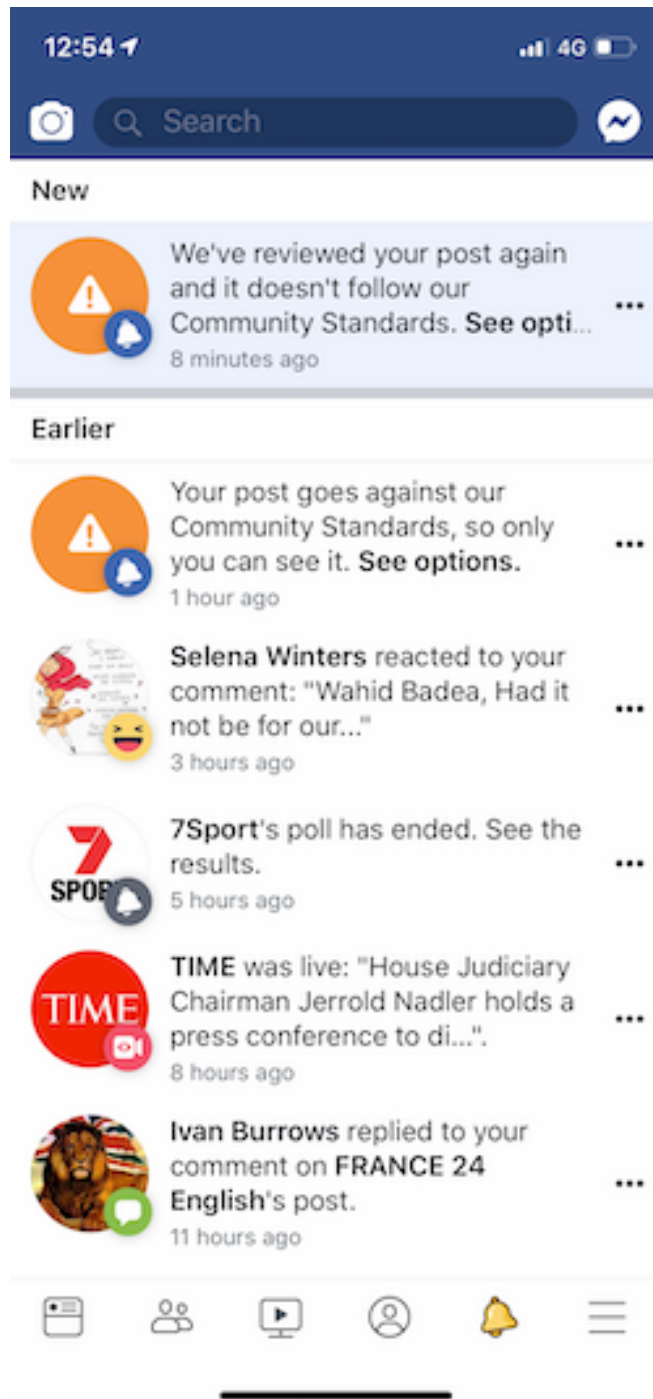 12:54
4G
Search
New
We've reviewed your post again
and it doesn't follow our
Community Standards. See opti...
8 minutes ago
Earlier
Your post goes against our
Community Standards, so only
you can see it. See options.
1 hour ago
Selena Winters reacted to your
comment: "Wahid Badea, Had it
not be for our..."
3 hours ago
7Sport's poll has ended. See the
results.
5 hours ago
7
SPORT
TIME was live: "House Judiciary
Chairman Jerrold Nadler holds a
press conference to di...".
8 hours ago
TIME
Ivan Burrows replied to your
comment on FRANCE 24
English's post.
11 hours ago